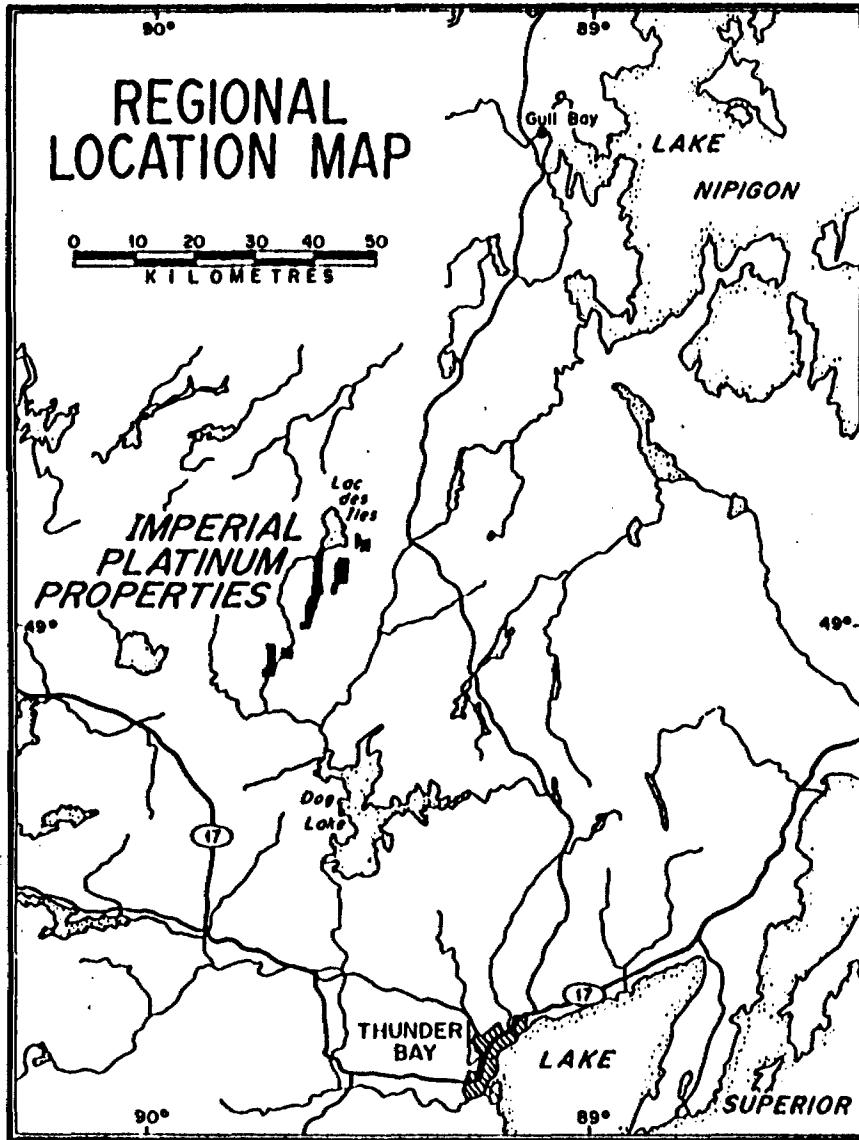 90°
89°
REGIONAL
LOCATION MAP
0 10 20 30 40 50
KILOMETRES
Gull Bay
LAKE
NIPIGON
Lac
des
Iles
IMPERIAL
PLATINUM
PROPERTIES
49°
49°
Dog
Lake
17
17
THUNDER
BAY
LAKE
SUPERIOR
90°
89°